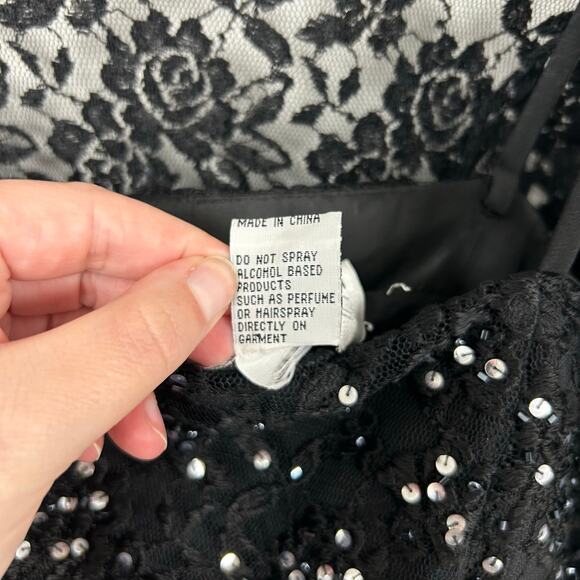 MADE IN CHINA
DO NOT SPRAY
ALCOHOL BASED
PRODUCTS
SUCH AS PERFUME
OR HAIRSPRAY
DIRECTLY ON
GARMENT